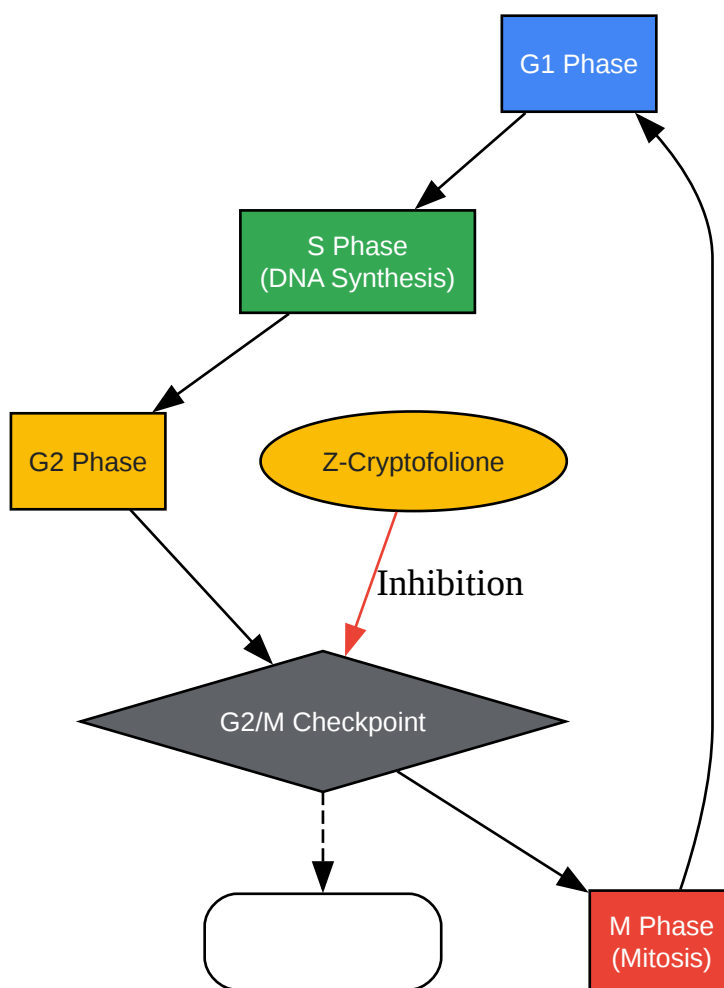 G1 Phase
S Phase
(DNA Synthesis)
G2 Phase
Z-Cryptofolione
Inhibition
G2/M Checkpoint
M Phase
(Mitosis)